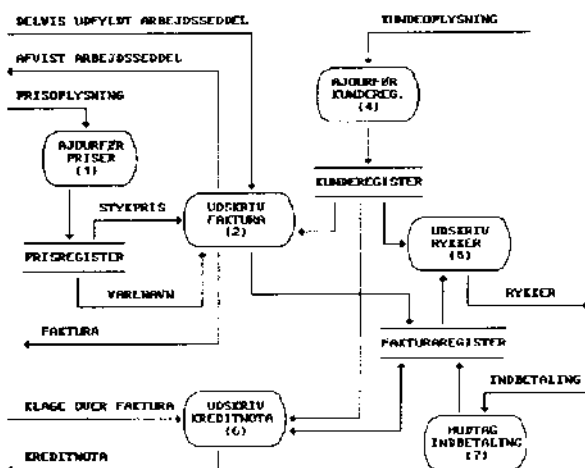 DELVIS UDFYLDT ARBEJDSSEDDEL
KUNDEOPLYSNING
AFVIST ARBEJDSSEDDEL
PRISOPLYSNING
AJOURFØR
KUNDEREG.
(4)
AJOURFØR
PRISER
(1)
KUNDEREGISTER
STYKPRIS
UDSKRIV
FAKTURA
(2)
UDSKRIV
RYKKER
(5)
PRISREGISTER
VARENAVN
RYKKER
FAKTURA
FAKTURAREGISTER
INDBETALING
KLAGE OVER FAKTURA
UDSKRIV
KREDITNOTA
(6)
MODTAG
INDBETALING
(7)
KREDITNOTA